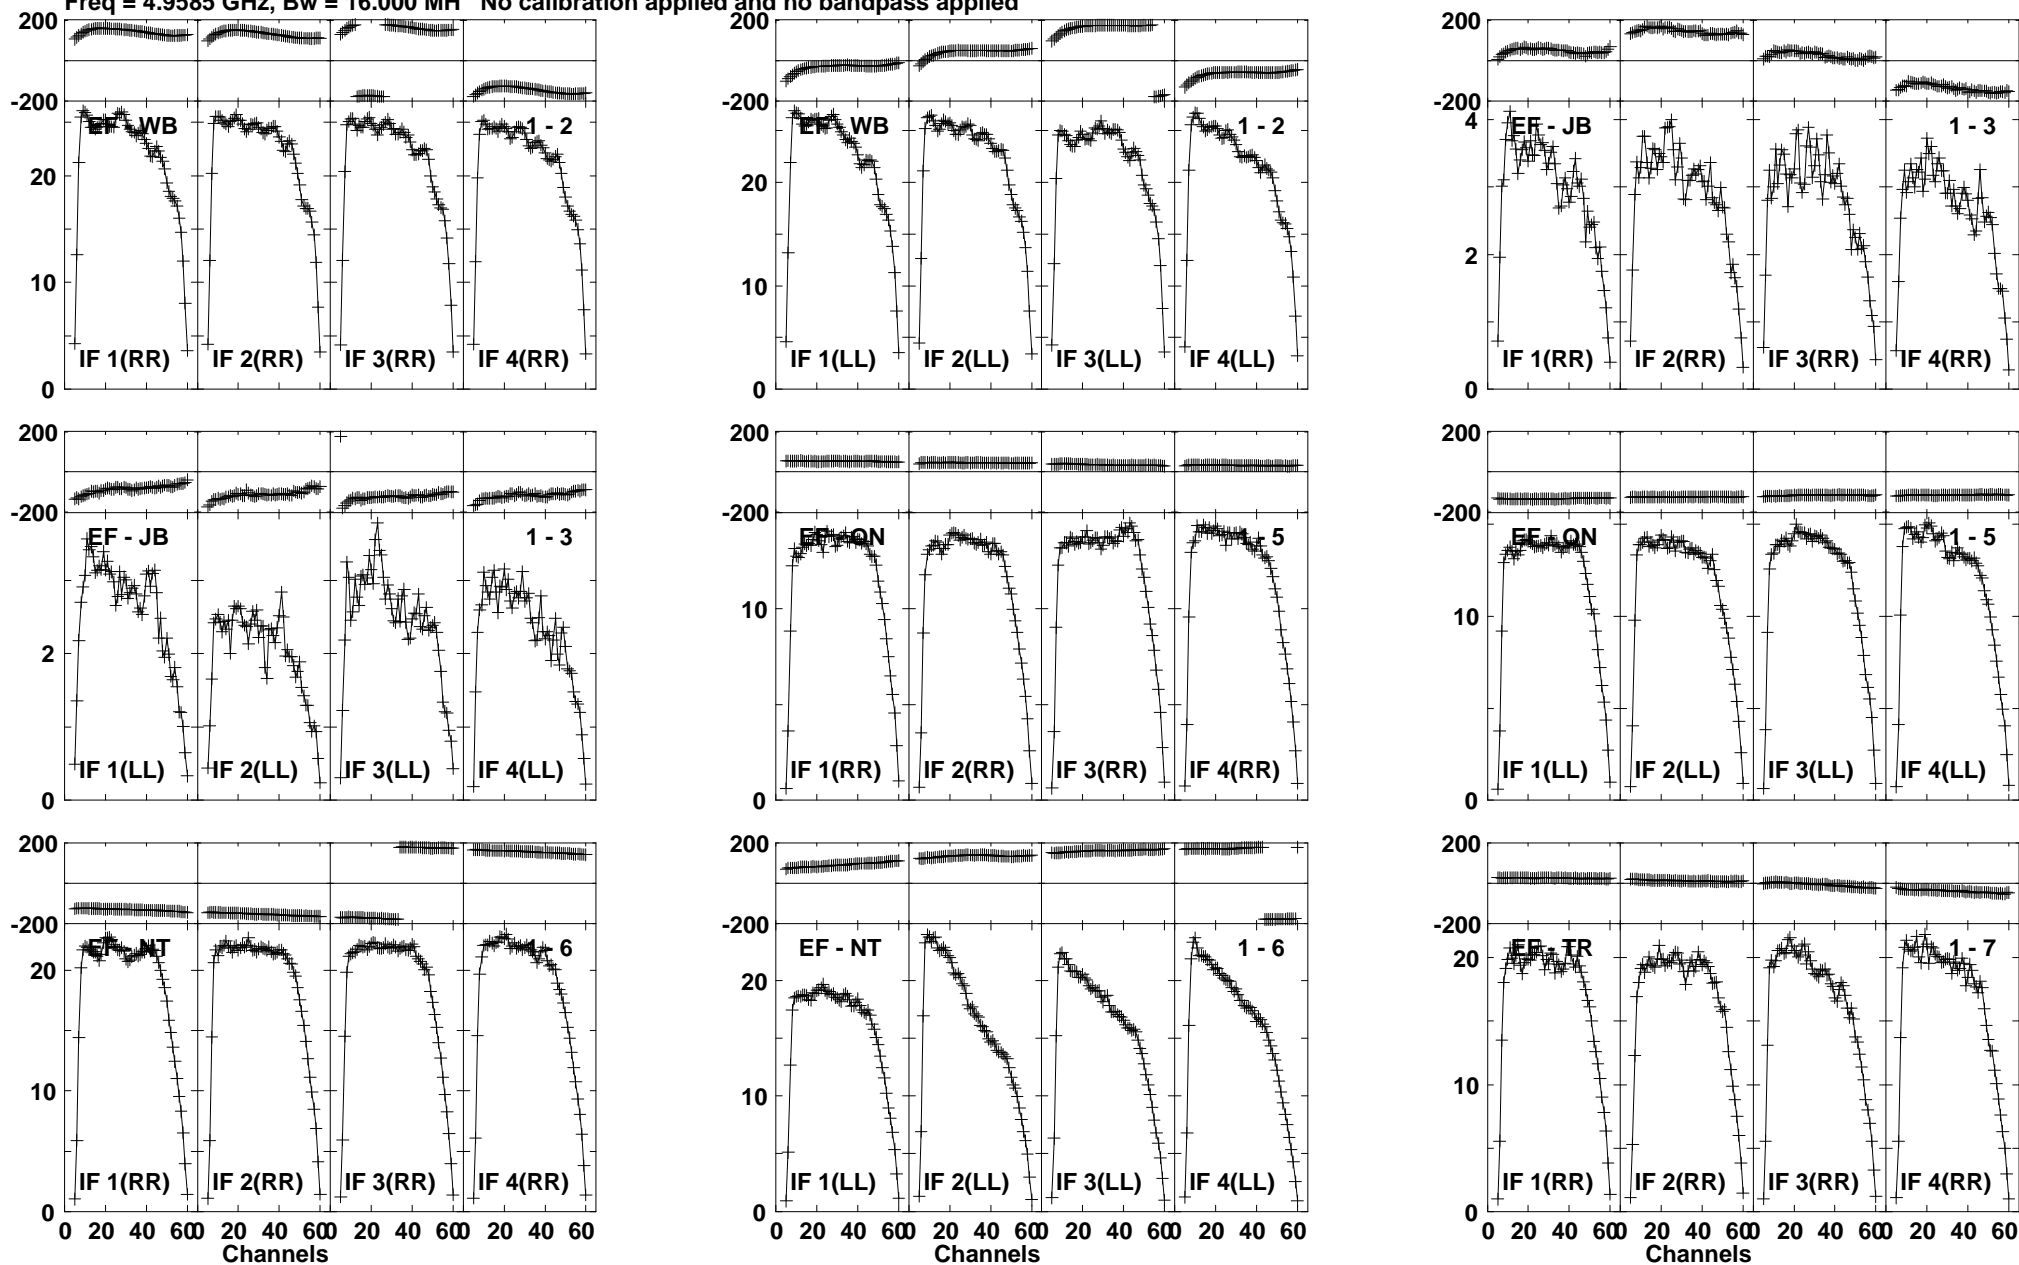 Freq = 4.9585 GHz, Bw = 16.000 MH No calibration applied and no bandpass applied
200
-200
EF - WB 1 - 2
20
10
0
IF 1(RR) IF 2(RR) IF 3(RR) IF 4(RR)
200
-200
EF - WB 1 - 2
20
10
0
IF 1(LL) IF 2(LL) IF 3(LL) IF 4(LL)
200
-200
4
EF - JB 1 - 3
2
0
IF 1(RR) IF 2(RR) IF 3(RR) IF 4(RR)
200
-200
EF - JB 1 - 3
2
0
IF 1(LL) IF 2(LL) IF 3(LL) IF 4(LL)
200
-200
EF - ON 1 - 5
10
0
IF 1(RR) IF 2(RR) IF 3(RR) IF 4(RR)
200
-200
EF - ON 1 - 5
10
0
IF 1(LL) IF 2(LL) IF 3(LL) IF 4(LL)
200
-200
EF - NT 1 - 6
20
10
0
IF 1(RR) IF 2(RR) IF 3(RR) IF 4(RR)
0 20 40 60 0 20 40 60 0 20 40 60 0 20 40 60
Channels
200
-200
EF - NT 1 - 6
20
10
0
IF 1(LL) IF 2(LL) IF 3(LL) IF 4(LL)
0 20 40 60 0 20 40 60 0 20 40 60 0 20 40 60
Channels
200
-200
EF - TR 1 - 7
20
10
0
IF 1(RR) IF 2(RR) IF 3(RR) IF 4(RR)
0 20 40 60 0 20 40 60 0 20 40 60 0 20 40 60
Channels